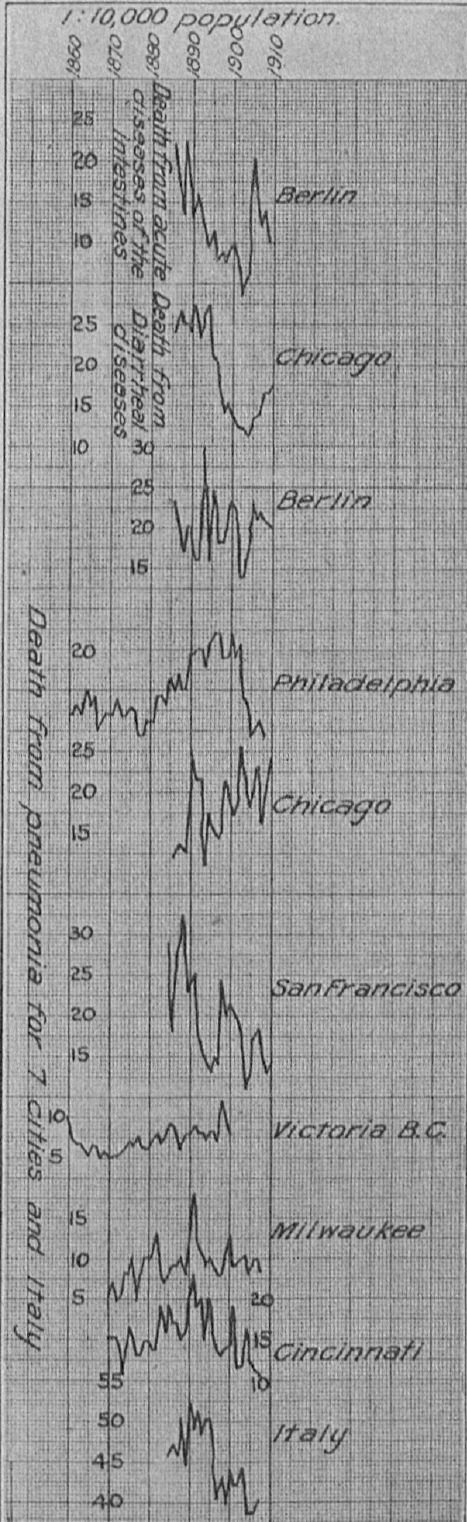 1:10,000 population.
1860 1870 1880 1890 1900 1910
Death from acute
diseases of the
Intestines
25
20
15
10
Berlin
Death from
Diarrheal
diseases
25
20
15
10
Chicago
30
25
20
15
Berlin
Death from pneumonia for 7 cities and Italy
20
Philadelphia
25
20
15
Chicago
30
25
20
15
San Francisco
10
5
Victoria B.C.
15
10
5
Milwaukee
20
15
10
Cincinnati
55
50
45
40
Italy